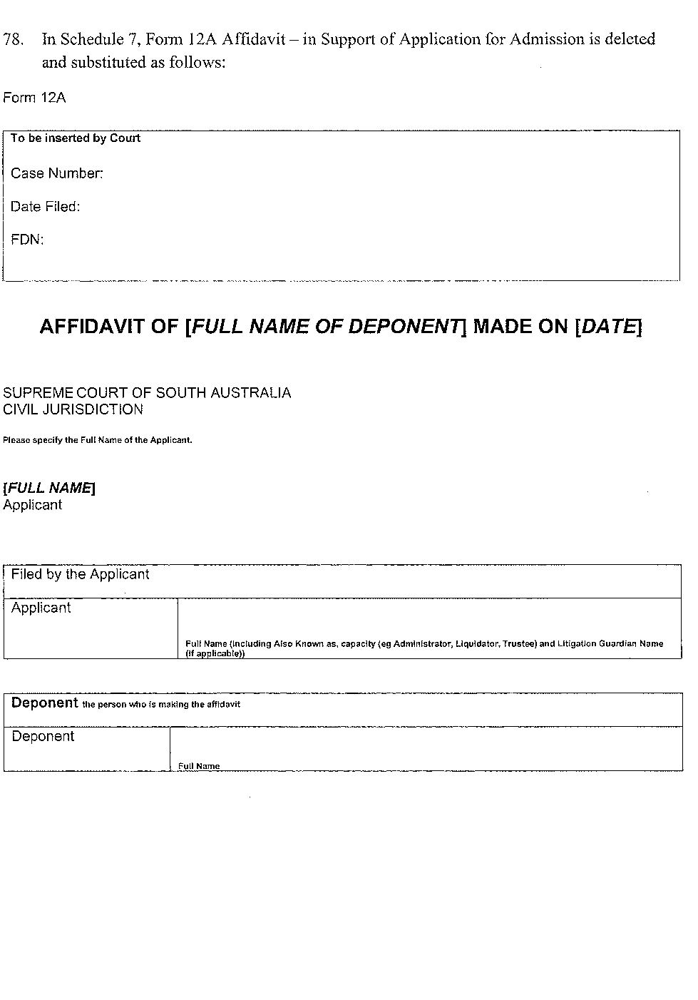 78. In Schedule 7, Form 12A Affidavit – in Support of Application for Admission is deleted
and substituted as follows:
Form 12A
To be inserted by Court
Case Number:
Date Filed:
FDN:
AFFIDAVIT OF [FULL NAME OF DEPONENT] MADE ON [DATE]
SUPREME COURT OF SOUTH AUSTRALIA
CIVIL JURISDICTION
Please specify the Full Name of the Applicant.
[FULL NAME]
Applicant
Filed by the Applicant
Applicant
Full Name (including Also Known as, capacity (eg Administrator, Liquidator, Trustee) and Litigation Guardian Name
(if applicable))
Deponent the person who is making the affidavit
Deponent
Full Name